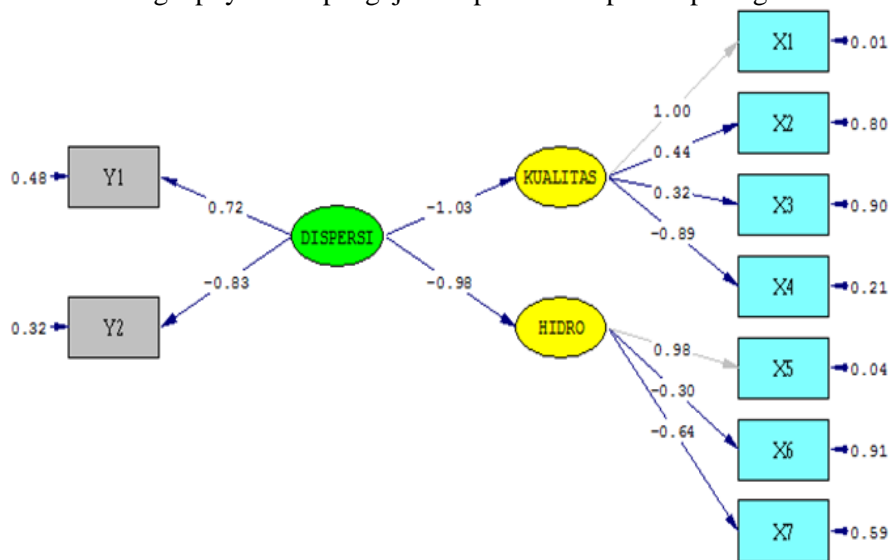 X1
0.01
1.00
X2
0.80
0.44
Y1
0.48
KUALITAS
0.32
X3
0.90
0.72
-1.03
-0.89
DISPERSI
X4
0.21
-0.83
-0.98
Y2
0.32
HIDRO
0.98
X5
0.04
-0.30
-0.64
X6
0.91
X7
0.59